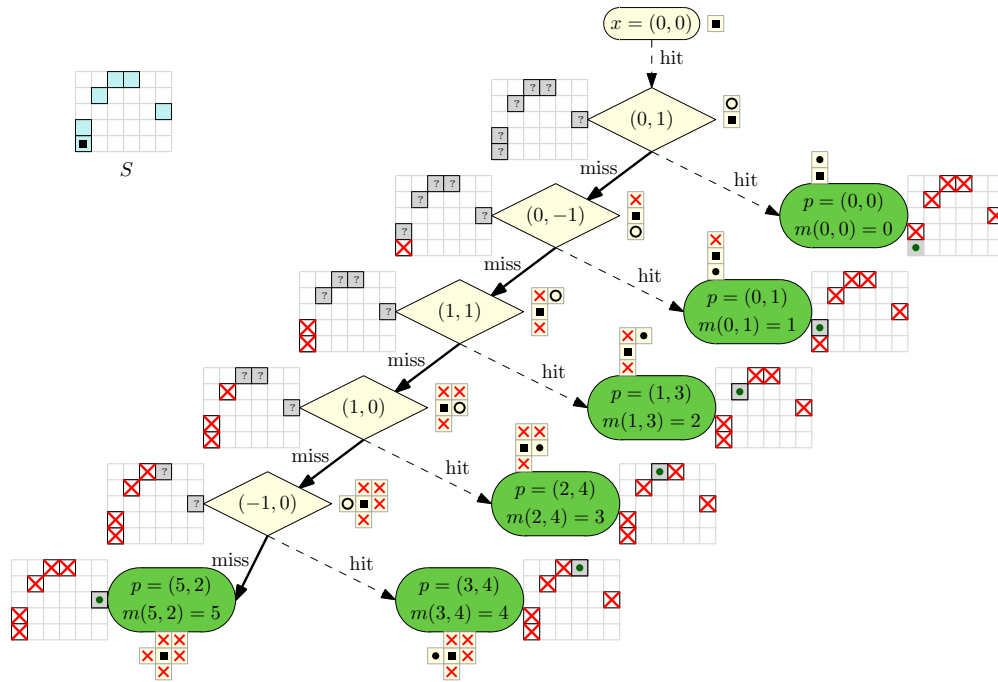 x = (0, 0)
hit
? ?
?
?
?
?
(0, 1)
S
miss
hit
? ?
?
?
?
(0, −1)
p = (0, 0)
m(0, 0) = 0
miss
hit
? ?
?
?
(1, 1)
p = (0, 1)
m(0, 1) = 1
miss
hit
? ?
?
(1, 0)
p = (1, 3)
m(1, 3) = 2
miss
hit
?
?
(−1, 0)
p = (2, 4)
m(2, 4) = 3
miss
hit
p = (5, 2)
m(5, 2) = 5
p = (3, 4)
m(3, 4) = 4